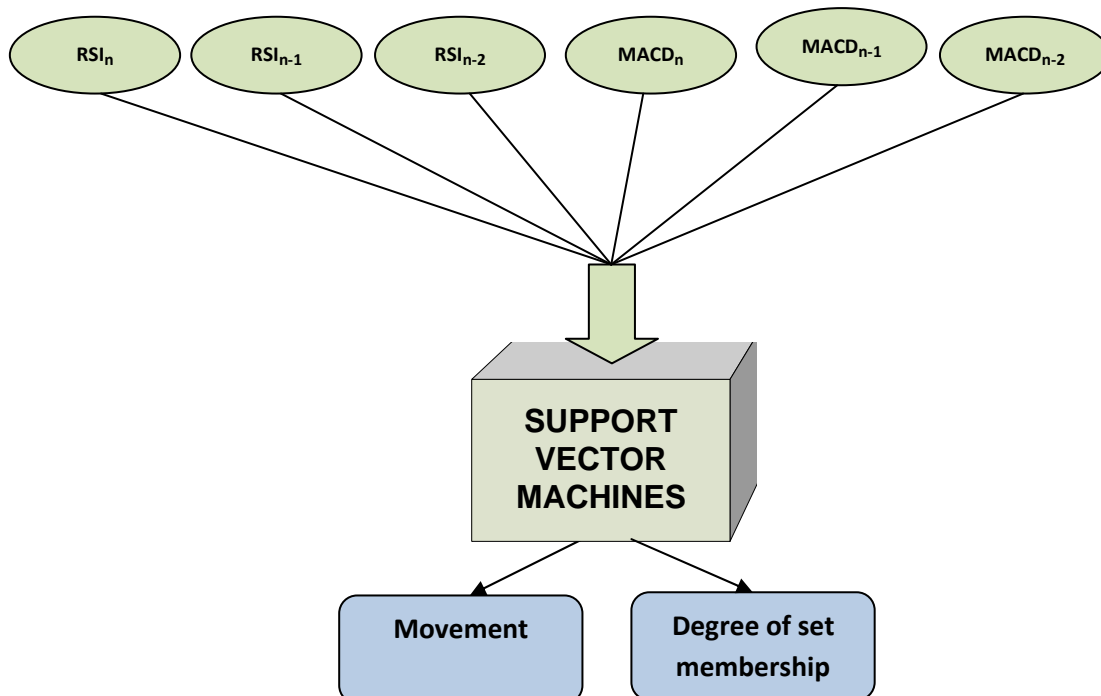 RSIn
RSIn-1
RSIn-2
MACDn
MACDn-1
MACDn-2
SUPPORT
VECTOR
MACHINES
Movement
Degree of set
membership